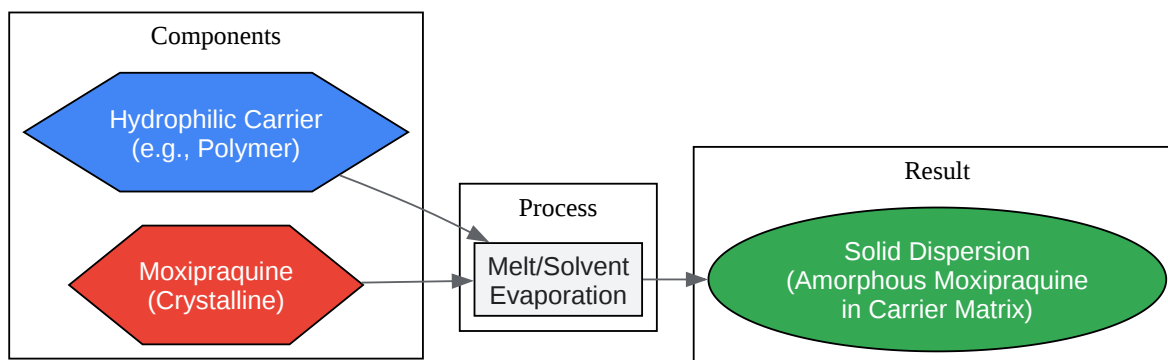 Components
Hydrophilic Carrier
(e.g., Polymer)
Moxipraquine
(Crystalline)
Process
Melt/Solvent
Evaporation
Result
Solid Dispersion
(Amorphous Moxipraquine
in Carrier Matrix)